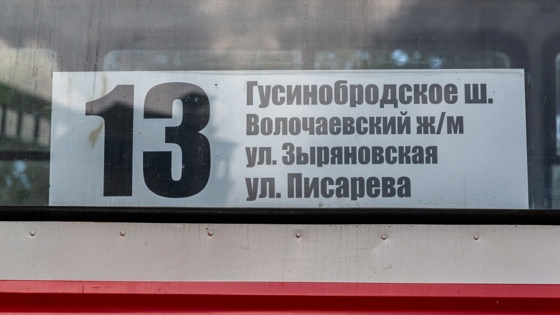 13
Гусинобродское ш.
Волочаевский ж/м
ул. Зыряновская
ул. Писарева